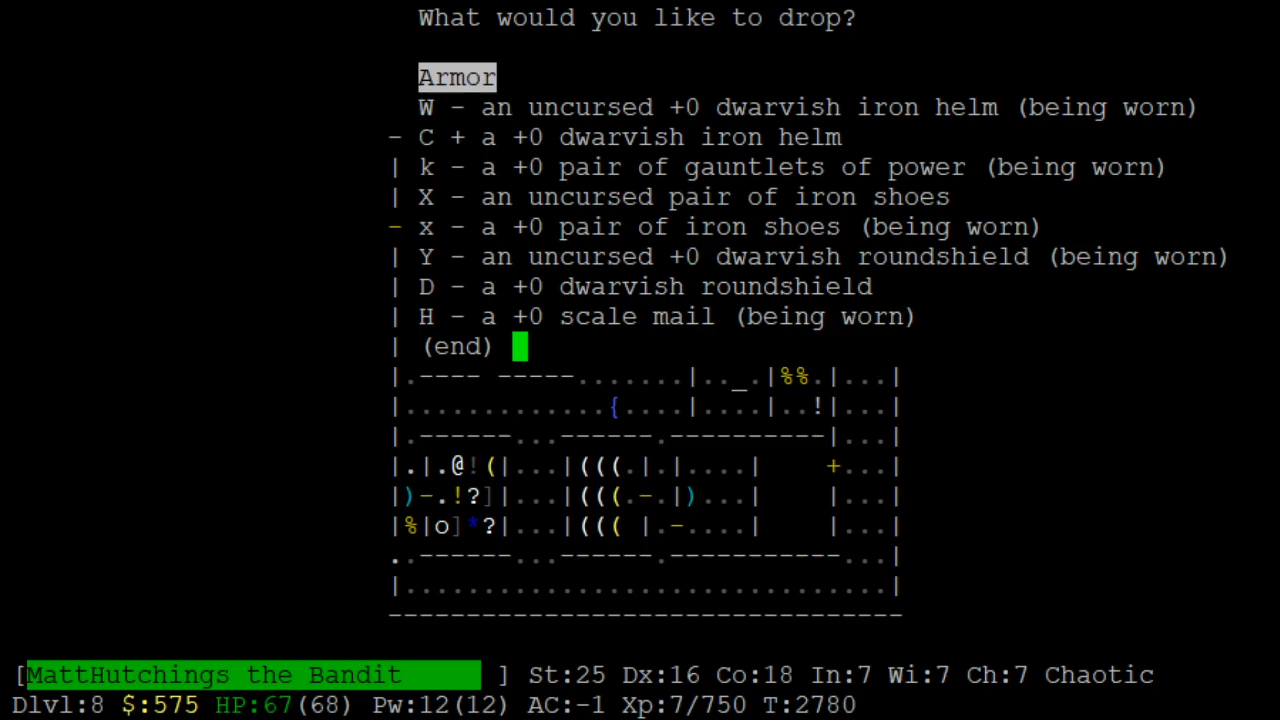 What would you like to drop?
Armor
W - an uncursed +0 dwarvish iron helm (being worn)
- C + a +0 dwarvish iron helm
| k - a +0 pair of gauntlets of power (being worn)
| X - an uncursed pair of iron shoes
- x - a +0 pair of iron shoes (being worn)
| Y - an uncursed +0 dwarvish roundshield (being worn)
| D - a +0 dwarvish roundshield
| H - a +0 scale mail (being worn)
| (end)
|.---- -----.......|.._.|%%.|...|
|.............{....|....|..!|...|
|.------...------.----------|...|
|.|.@!(|...|(((.|.|....|     +...|
|)-.!?]|...|(((.-.|)...|     |...|
|%|o]*?|...|((( |.-....|     |...|
..------...------.-----------...|
|...............................|
---------------------------------
[MattHutchings the Bandit ] St:25 Dx:16 Co:18 In:7 Wi:7 Ch:7 Chaotic
Dlvl:8 $:575 HP:67(68) Pw:12(12) AC:-1 Xp:7/750 T:2780